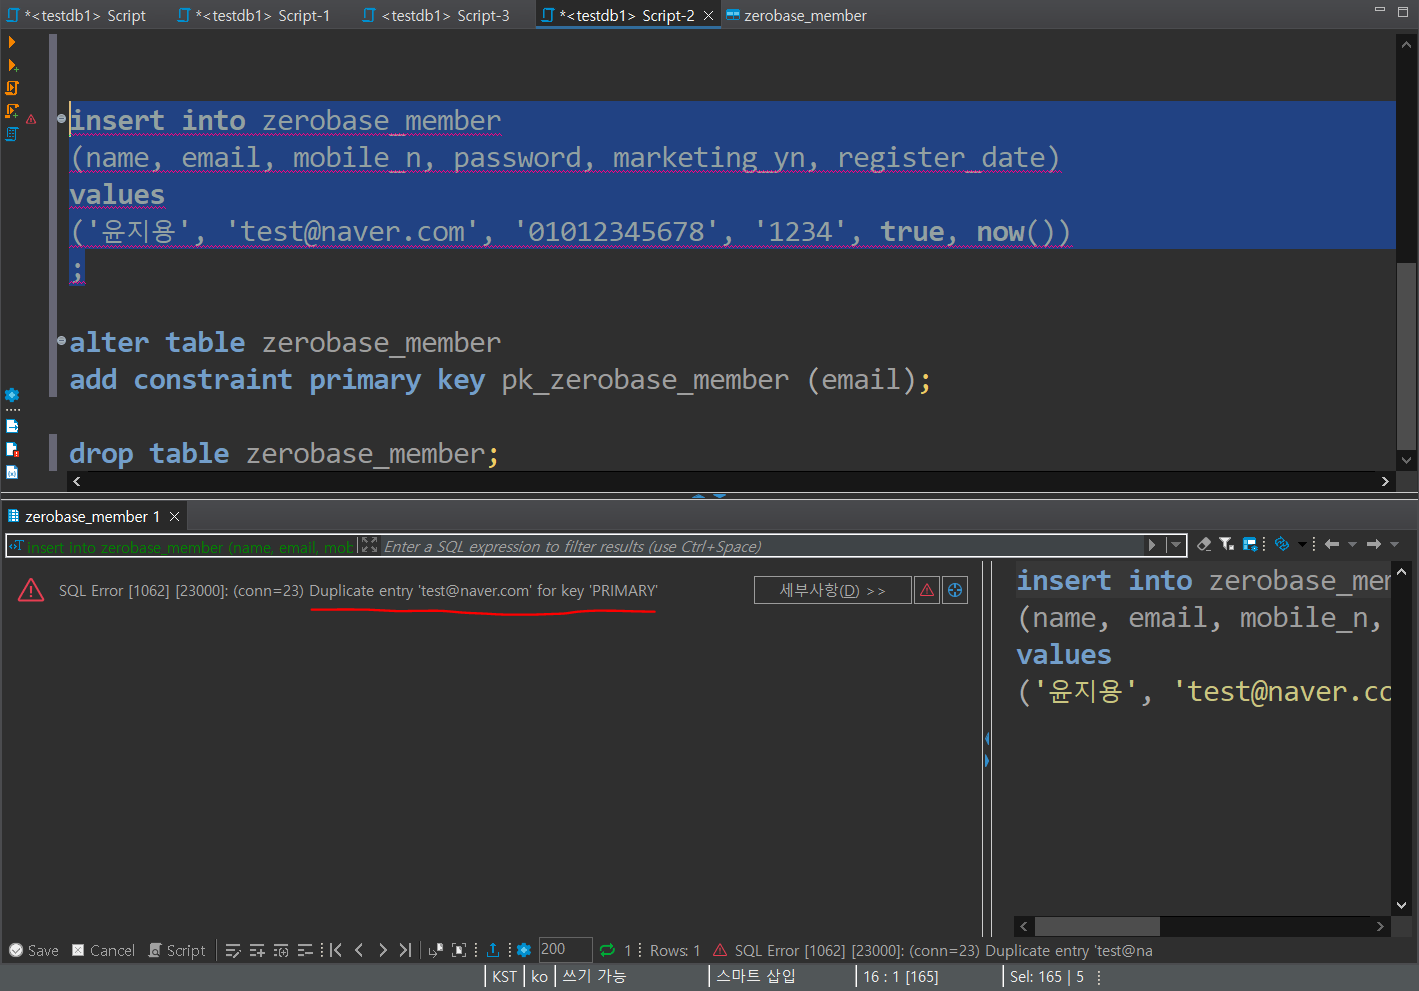 *<testdb1> Script
*<testdb1> Script-1
<testdb1> Script-3
*<testdb1> Script-2
zerobase_member
insert into zerobase_member
(name, email, mobile_n, password, marketing_yn, register_date)
values
('윤지용', 'test@naver.com', '01012345678', '1234', true, now())
;
alter table zerobase_member
add constraint primary key pk_zerobase_member (email);
drop table zerobase_member;
zerobase_member 1
insert into zerobase_member (name, email, mob
Enter a SQL expression to filter results (use Ctrl+Space)
SQL Error [1062] [23000]: (conn=23) Duplicate entry 'test@naver.com' for key 'PRIMARY'
세부사항(D) >>
insert into zerobase_mem
(name, email, mobile_n,
values
('윤지용', 'test@naver.co
Save
Cancel
Script
200
1
Rows: 1
SQL Error [1062] [23000]: (conn=23) Duplicate entry 'test@na
KST
ko
쓰기 가능
스마트 삽입
16 : 1 [165]
Sel: 165 | 5